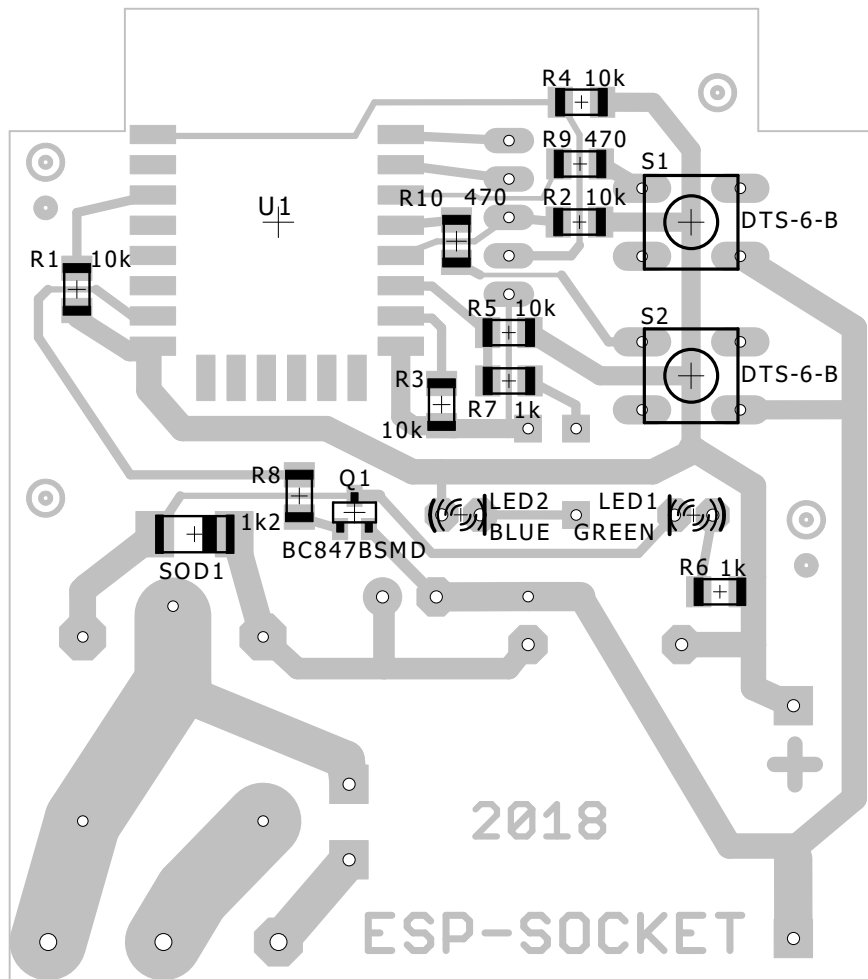 R4 10k
R9 470
S1
R10 470
R2 10k
U1
DTS-6-B
R1 10k
R5 10k
S2
R3
R7 1k
DTS-6-B
10k
R8
Q1
LED2
LED1
1k2
BLUE
GREEN
BC847BSMD
SOD1
R6 1k
+
2018
ESP-SOCKET